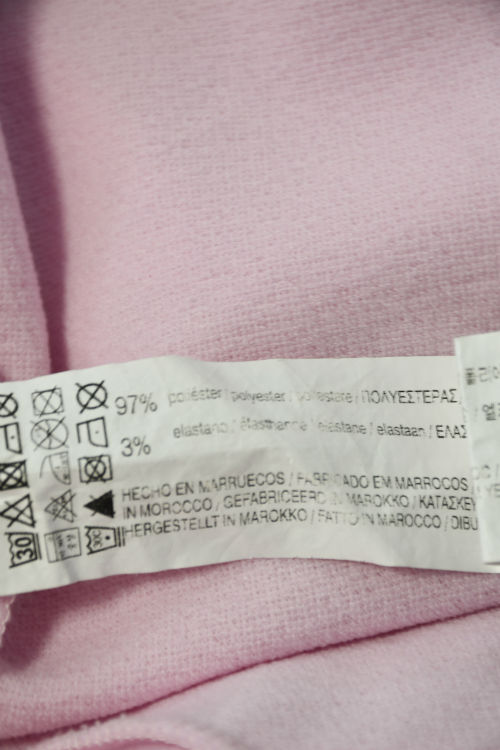 97% poliéster / polyester / poliestere / ΠΟΛΥΕΣΤΕΡΑΣ
3% elastano / élasthanne / elastane / elastaan / ΕΛΑΣ
HECHO EN MARRUECOS / FABRICADO EM MARROCOS
IN MOROCCO / GEFABRICEERD IN MAROKKO / ΚΑΤΑΣΚΕΥ
HERGESTELLT IN MAROKKO / FATTO IN MAROCCO / DIBU
30